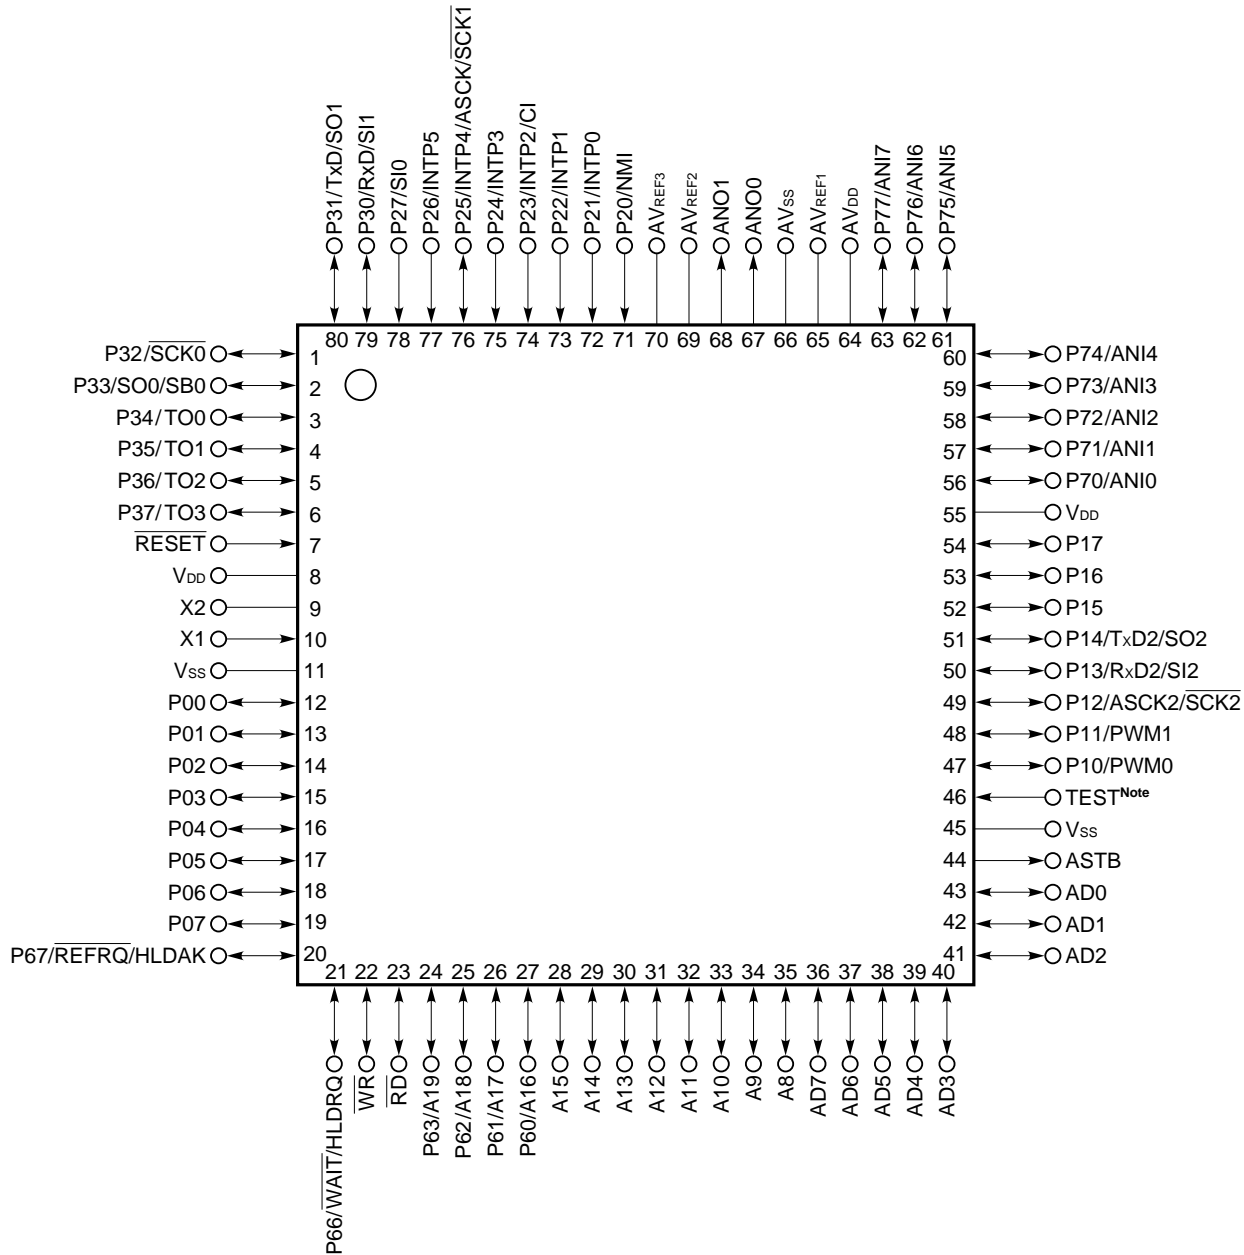 P31/TxD/SO1
P30/RxD/SI1
P27/SI0
P26/INTP5
P25/INTP4/ASCK/SCK1
P24/INTP3
P23/INTP2/CI
P22/INTP1
P21/INTP0
P20/NMI
AVREF3
AVREF2
ANO1
ANO0
AVSS
AVREF1
AVDD
P77/ANI7
P76/ANI6
P75/ANI5
80 79 78 77 76 75 74 73 72 71 70 69 68 67 66 65 64 63 62 61
P32/SCK0 1 60 P74/ANI4
P33/SO0/SB0 2 59 P73/ANI3
P34/TO0 3 58 P72/ANI2
P35/TO1 4 57 P71/ANI1
P36/TO2 5 56 P70/ANI0
P37/TO3 6 55 VDD
RESET 7 54 P17
VDD 8 53 P16
X2 9 52 P15
X1 10 51 P14/TxD2/SO2
VSS 11 50 P13/RxD2/SI2
P00 12 49 P12/ASCK2/SCK2
P01 13 48 P11/PWM1
P02 14 47 P10/PWM0
P03 15 46 TESTNote
P04 16 45 VSS
P05 17 44 ASTB
P06 18 43 AD0
P07 19 42 AD1
P67/REFRQ/HLDAK 20 41 AD2
21 22 23 24 25 26 27 28 29 30 31 32 33 34 35 36 37 38 39 40
P66/WAIT/HLDRQ
WR
RD
P63/A19
P62/A18
P61/A17
P60/A16
A15
A14
A13
A12
A11
A10
A9
A8
AD7
AD6
AD5
AD4
AD3